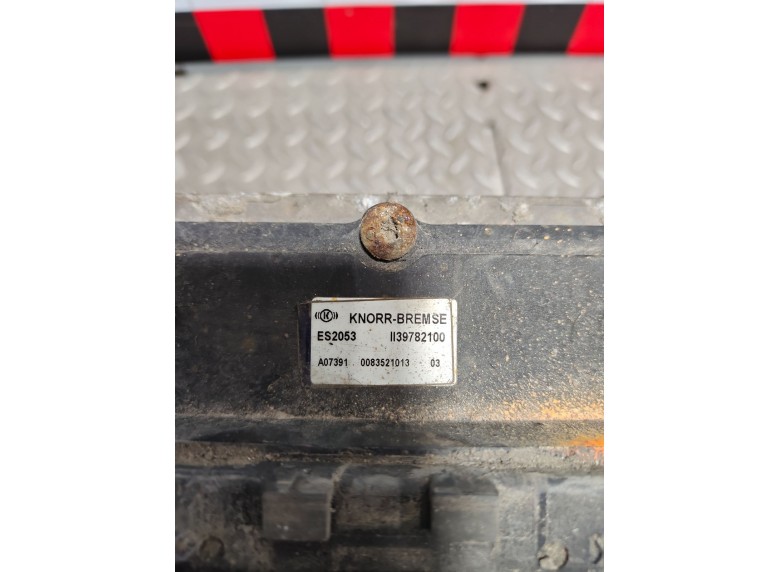 K KNORR-BREMSE
ES2053 II39782100
A07391 0083521013 03